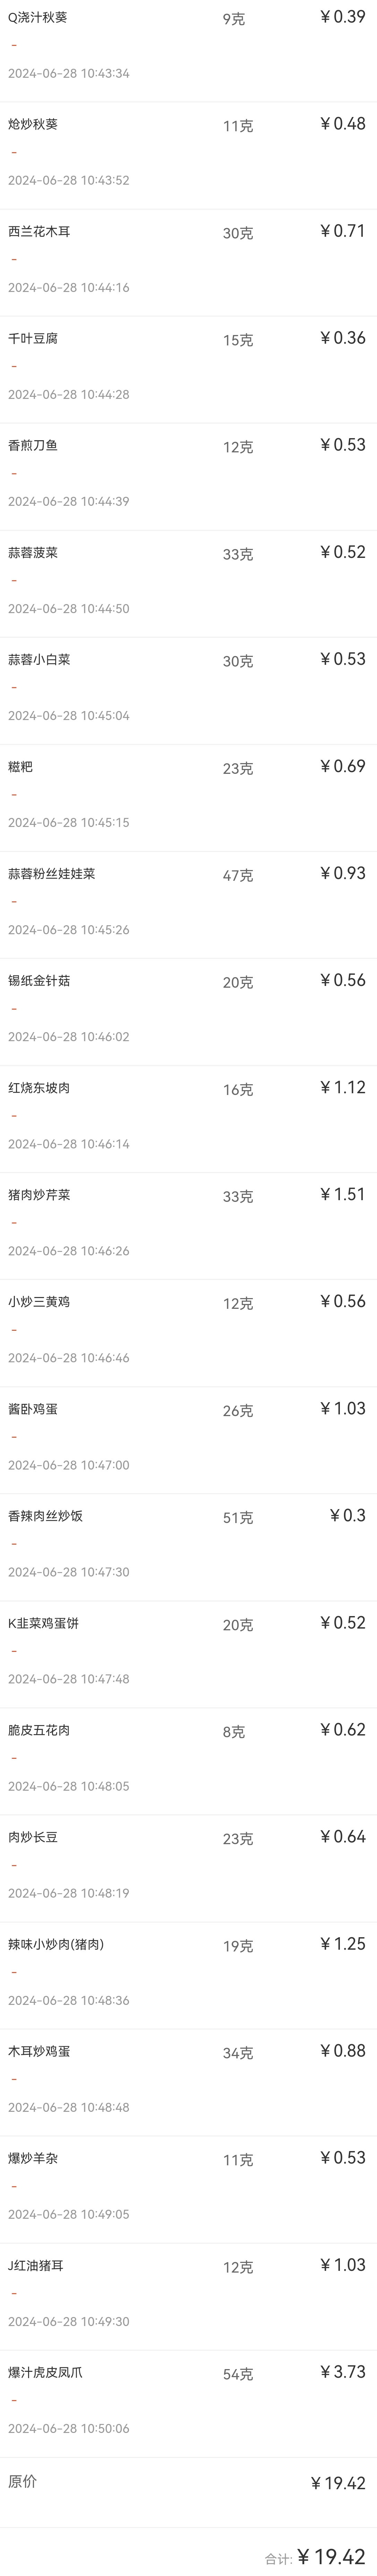 Q浇汁秋葵 9克 ￥0.39
-
2024-06-28 10:43:34
炝炒秋葵 11克 ￥0.48
-
2024-06-28 10:43:52
西兰花木耳 30克 ￥0.71
-
2024-06-28 10:44:16
千叶豆腐 15克 ￥0.36
-
2024-06-28 10:44:28
香煎刀鱼 12克 ￥0.53
-
2024-06-28 10:44:39
蒜蓉菠菜 33克 ￥0.52
-
2024-06-28 10:44:50
蒜蓉小白菜 30克 ￥0.53
-
2024-06-28 10:45:04
糍粑 23克 ￥0.69
-
2024-06-28 10:45:15
蒜蓉粉丝娃娃菜 47克 ￥0.93
-
2024-06-28 10:45:26
锡纸金针菇 20克 ￥0.56
-
2024-06-28 10:46:02
红烧东坡肉 16克 ￥1.12
-
2024-06-28 10:46:14
猪肉炒芹菜 33克 ￥1.51
-
2024-06-28 10:46:26
小炒三黄鸡 12克 ￥0.56
-
2024-06-28 10:46:46
酱卧鸡蛋 26克 ￥1.03
-
2024-06-28 10:47:00
香辣肉丝炒饭 51克 ￥0.3
-
2024-06-28 10:47:30
K韭菜鸡蛋饼 20克 ￥0.52
-
2024-06-28 10:47:48
脆皮五花肉 8克 ￥0.62
-
2024-06-28 10:48:05
肉炒长豆 23克 ￥0.64
-
2024-06-28 10:48:19
辣味小炒肉(猪肉) 19克 ￥1.25
-
2024-06-28 10:48:36
木耳炒鸡蛋 34克 ￥0.88
-
2024-06-28 10:48:48
爆炒羊杂 11克 ￥0.53
-
2024-06-28 10:49:05
J红油猪耳 12克 ￥1.03
-
2024-06-28 10:49:30
爆汁虎皮凤爪 54克 ￥3.73
-
2024-06-28 10:50:06
原价 ￥19.42
合计: ￥19.42